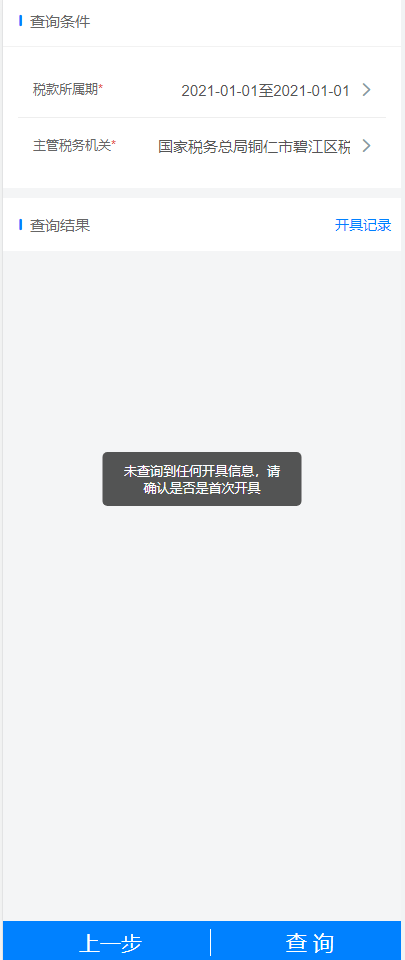 查询条件
税款所属期* 2021-01-01至2021-01-01
主管税务机关* 国家税务总局铜仁市碧江区税
查询结果 开具记录
未查询到任何开具信息，请
确认是否是首次开具
上一步 查 询